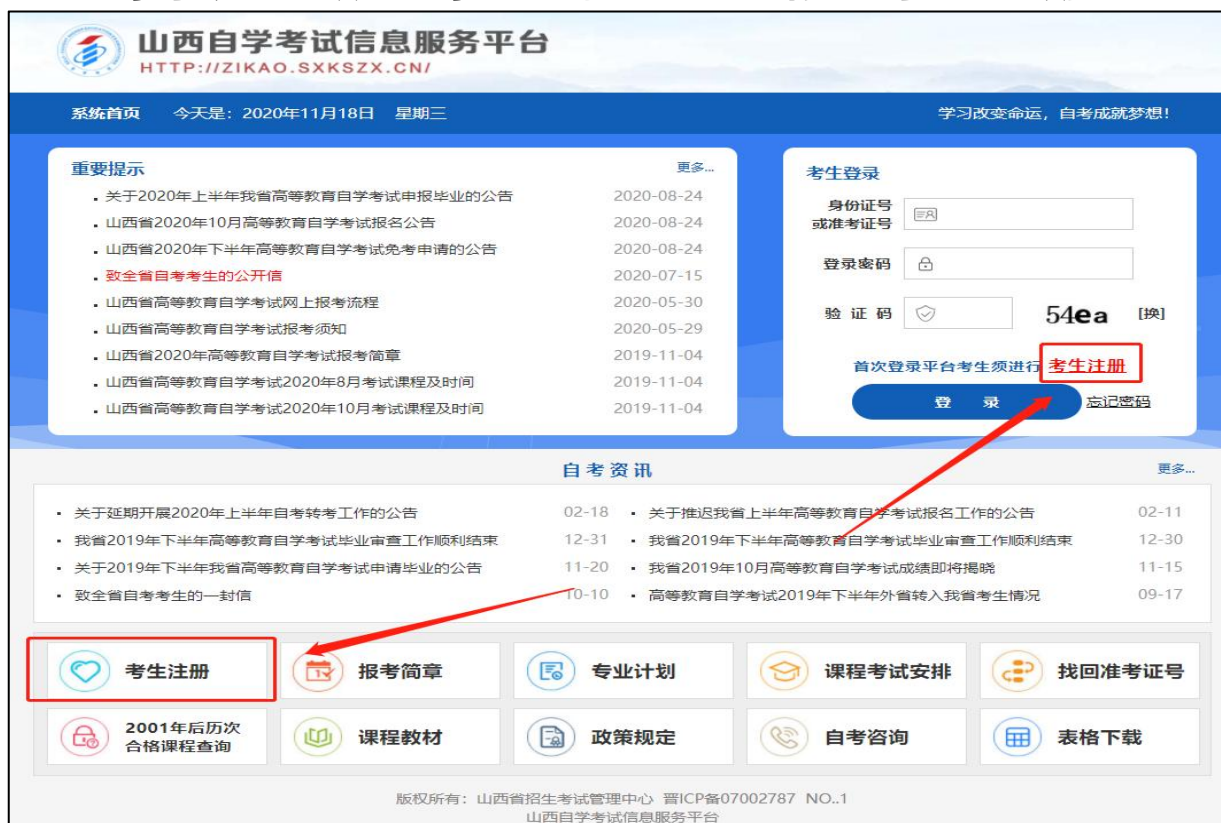 山西自学考试信息服务平台
HTTP://ZIKAO.SXKSZX.CN/
系统首页 今天是：2020年11月18日 星期三 学习改变命运，自考成就梦想！
重要提示 更多...
关于2020年上半年我省高等教育自学考试申报毕业的公告 2020-08-24
山西省2020年10月高等教育自学考试报名公告 2020-08-24
山西省2020年下半年高等教育自学考试免考申请的公告 2020-08-24
致全省自考考生的公开信 2020-07-15
山西省高等教育自学考试网上报考流程 2020-05-30
山西省高等教育自学考试报考须知 2020-05-29
山西省2020年高等教育自学考试报考简章 2019-11-04
山西省高等教育自学考试2020年8月考试课程及时间 2019-11-04
山西省高等教育自学考试2020年10月考试课程及时间 2019-11-04
考生登录
身份证号
或准考证号
登录密码
验 证 码 54ea [换]
首次登录平台考生须进行 考生注册
登 录 忘记密码
自 考 资 讯 更多...
关于延期开展2020年上半年自考转考工作的公告 02-18
关于推迟我省上半年高等教育自学考试报名工作的公告 02-11
我省2019年下半年高等教育自学考试毕业审查工作顺利结束 12-31
我省2019年下半年高等教育自学考试毕业审查工作顺利结束 12-30
关于2019年下半年我省高等教育自学考试申请毕业的公告 11-20
我省2019年10月高等教育自学考试成绩即将揭晓 11-15
致全省自考考生的一封信 10-10
高等教育自学考试2019年下半年外省转入我省考生情况 09-17
考生注册 报考简章 专业计划 课程考试安排 找回准考证号
2001年后历次
合格课程查询
课程教材 政策规定 自考咨询 表格下载
版权所有：山西省招生考试管理中心 晋ICP备07002787 NO..1
山西自学考试信息服务平台